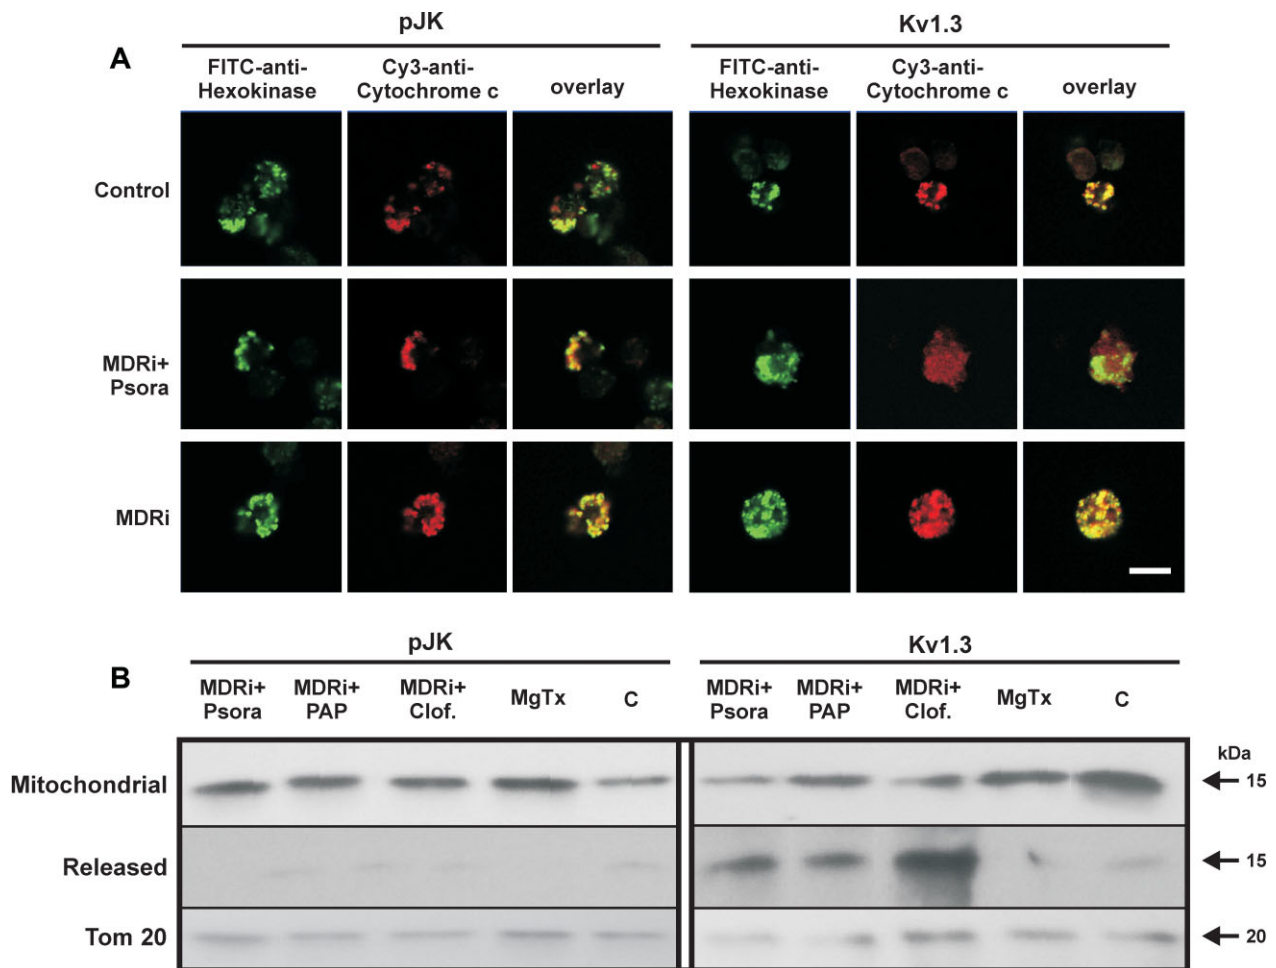 pJK
Kv1.3
A
FITC-anti-
Hexokinase
Cy3-anti-
Cytochrome c
overlay
FITC-anti-
Hexokinase
Cy3-anti-
Cytochrome c
overlay
Control
MDRi+
Psora
MDRi
pJK
Kv1.3
B
MDRi+
Psora
MDRi+
PAP
MDRi+
Clof.
MgTx
C
MDRi+
Psora
MDRi+
PAP
MDRi+
Clof.
MgTx
C
kDa
Mitochondrial
15
Released
15
Tom 20
20